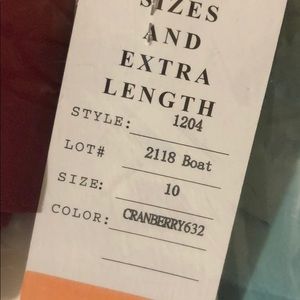 SIZES
AND
EXTRA
LENGTH
STYLE: 1204
LOT# 2118 Boat
SIZE: 10
COLOR: CRANBERRY632